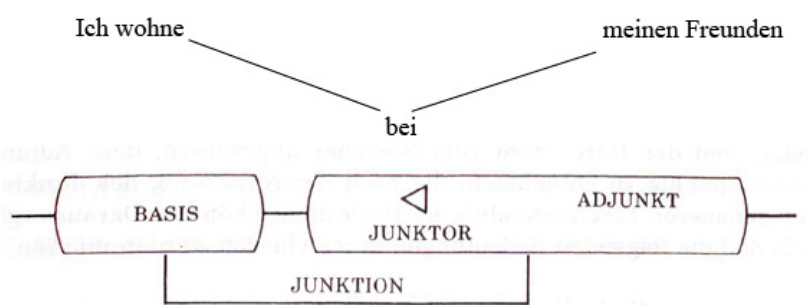 Ich wohne meinen Freunden
bei
BASIS JUNKTOR ADJUNKT
JUNKTION